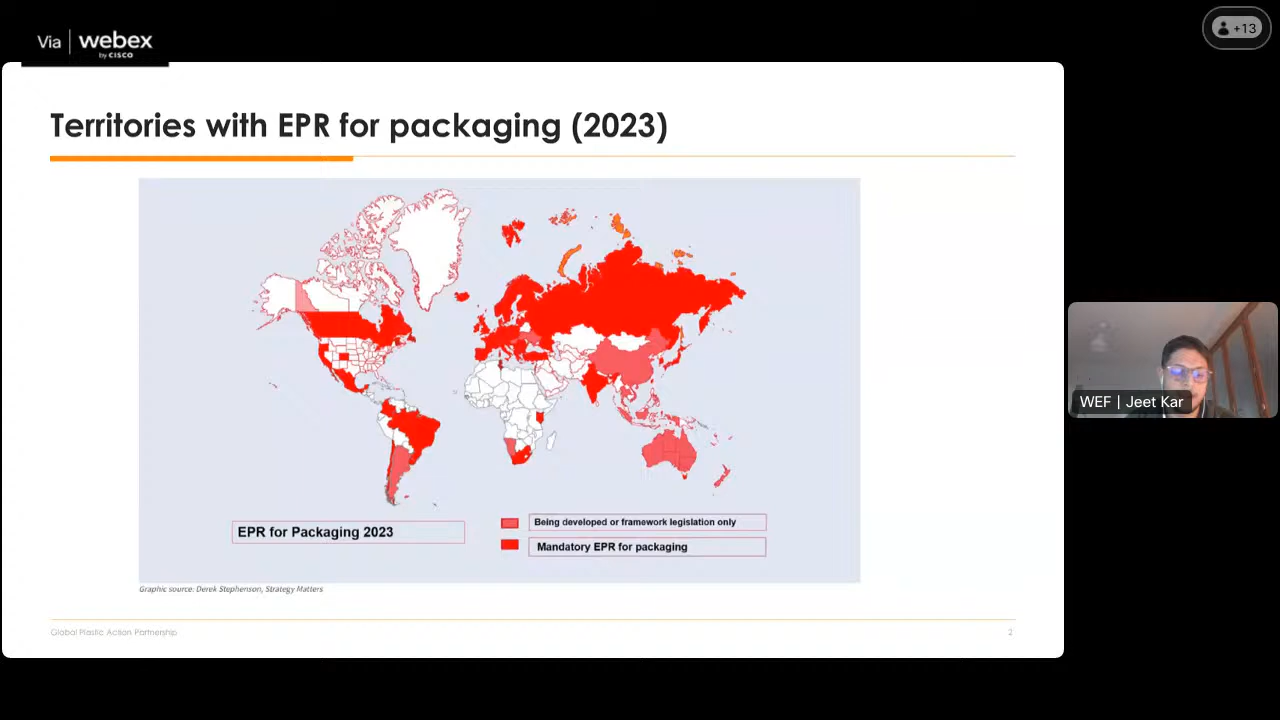 Via webex
by CISCO
+13
Territories with EPR for packaging (2023)
EPR for Packaging 2023
Being developed or framework legislation only
Mandatory EPR for packaging
Graphic source: Derek Stephenson, Strategy Matters
Global Plastic Action Partnership
2
WEF | Jeet Kar